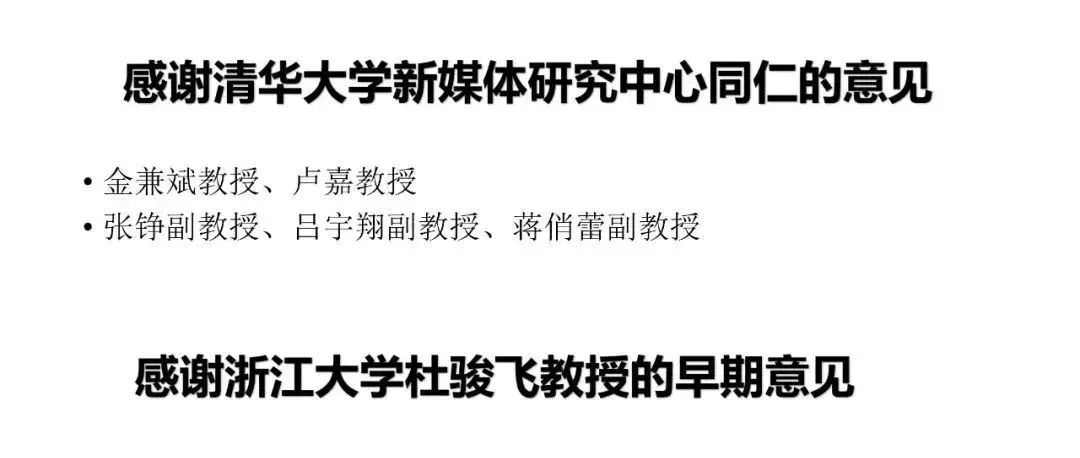 感谢清华大学新媒体研究中心同仁的意见
• 金兼斌教授、卢嘉教授
• 张铮副教授、吕宇翔副教授、蒋俏蕾副教授
感谢浙江大学杜骏飞教授的早期意见